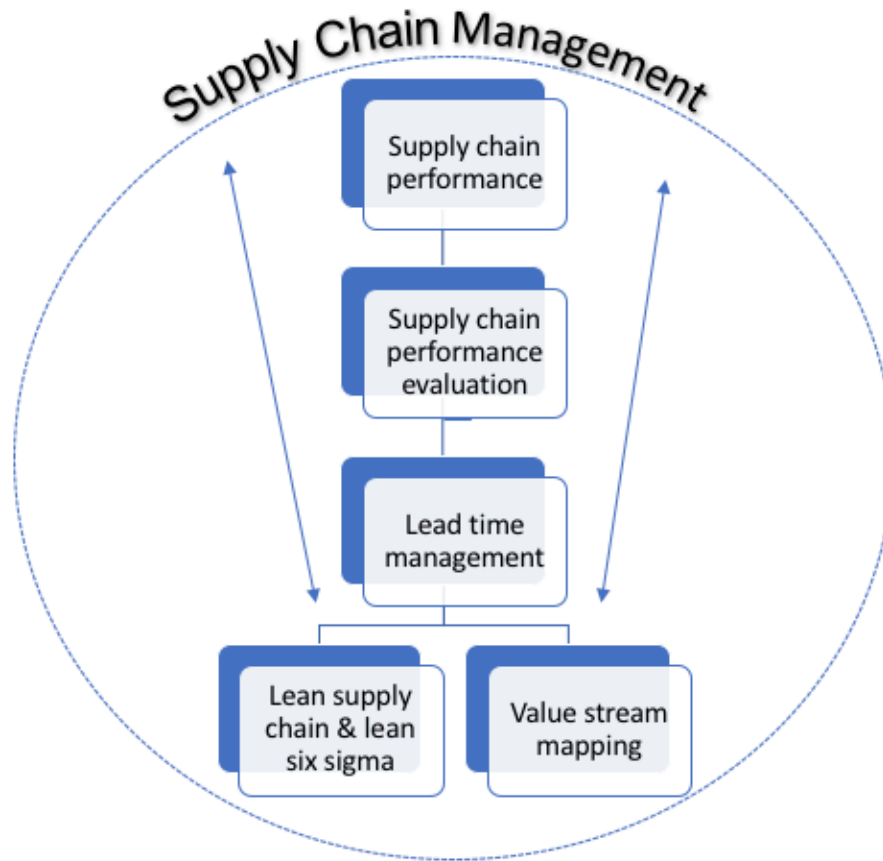 Supply Chain Management
Supply chain
performance
Supply chain
performance
evaluation
Lead time
management
Lean supply
chain & lean
six sigma
Value stream
mapping